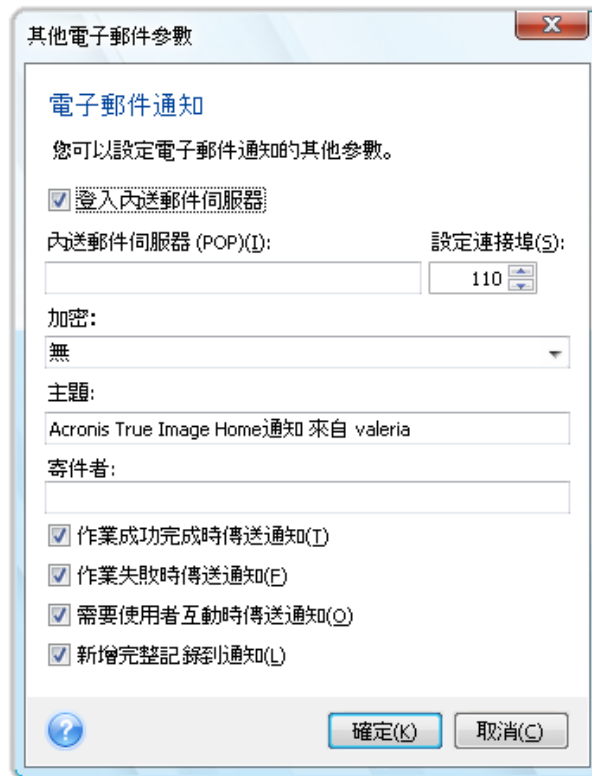 其他電子郵件參數
電子郵件通知
您可以設定電子郵件通知的其他參數。
登入內送郵件伺服器
內送郵件伺服器 (POP)(I): 設定連接埠(S):
110
加密:
無
主題:
Acronis True Image Home通知 來自 valeria
寄件者:
作業成功完成時傳送通知(T)
作業失敗時傳送通知(F)
需要使用者互動時傳送通知(O)
新增完整記錄到通知(L)
確定(K) 取消(C)